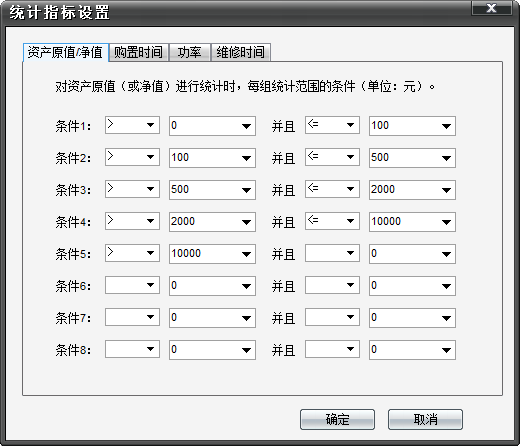 统计指标设置
资产原值/净值 购置时间 功率 维修时间
对资产原值（或净值）进行统计时，每组统计范围的条件（单位：元）。
条件1： > 0 并且 <= 100
条件2： > 100 并且 <= 500
条件3： > 500 并且 <= 2000
条件4： > 2000 并且 <= 10000
条件5： > 10000 并且 0
条件6： 0 并且 0
条件7： 0 并且 0
条件8： 0 并且 0
确定 取消